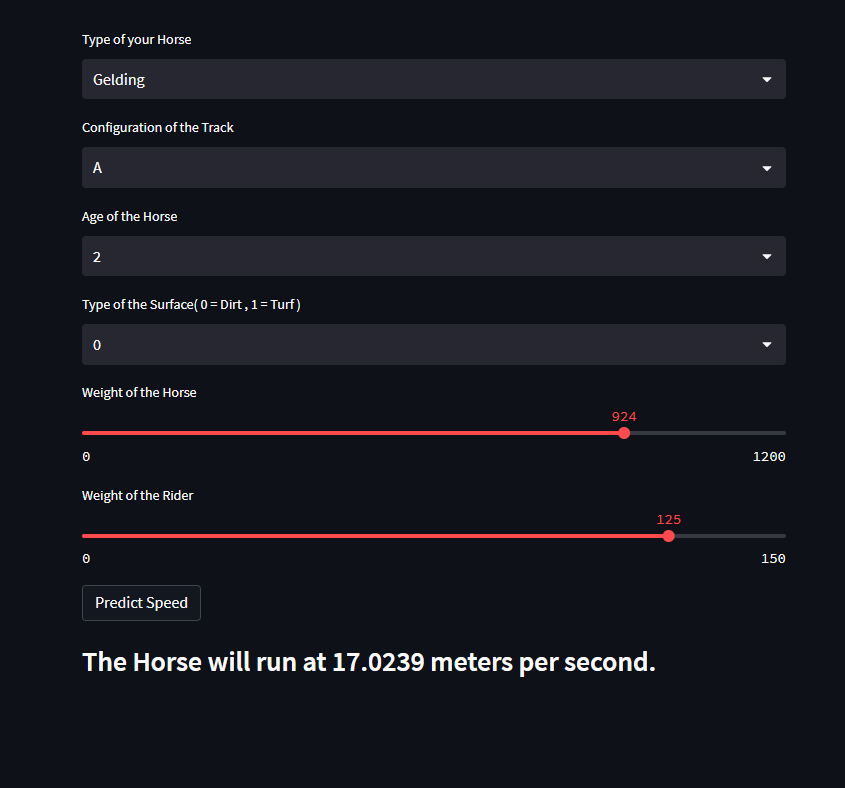 Type of your Horse
Gelding
Configuration of the Track
A
Age of the Horse
2
Type of the Surface( 0 = Dirt , 1 = Turf )
0
Weight of the Horse
924
0 1200
Weight of the Rider
125
0 150
Predict Speed
The Horse will run at 17.0239 meters per second.